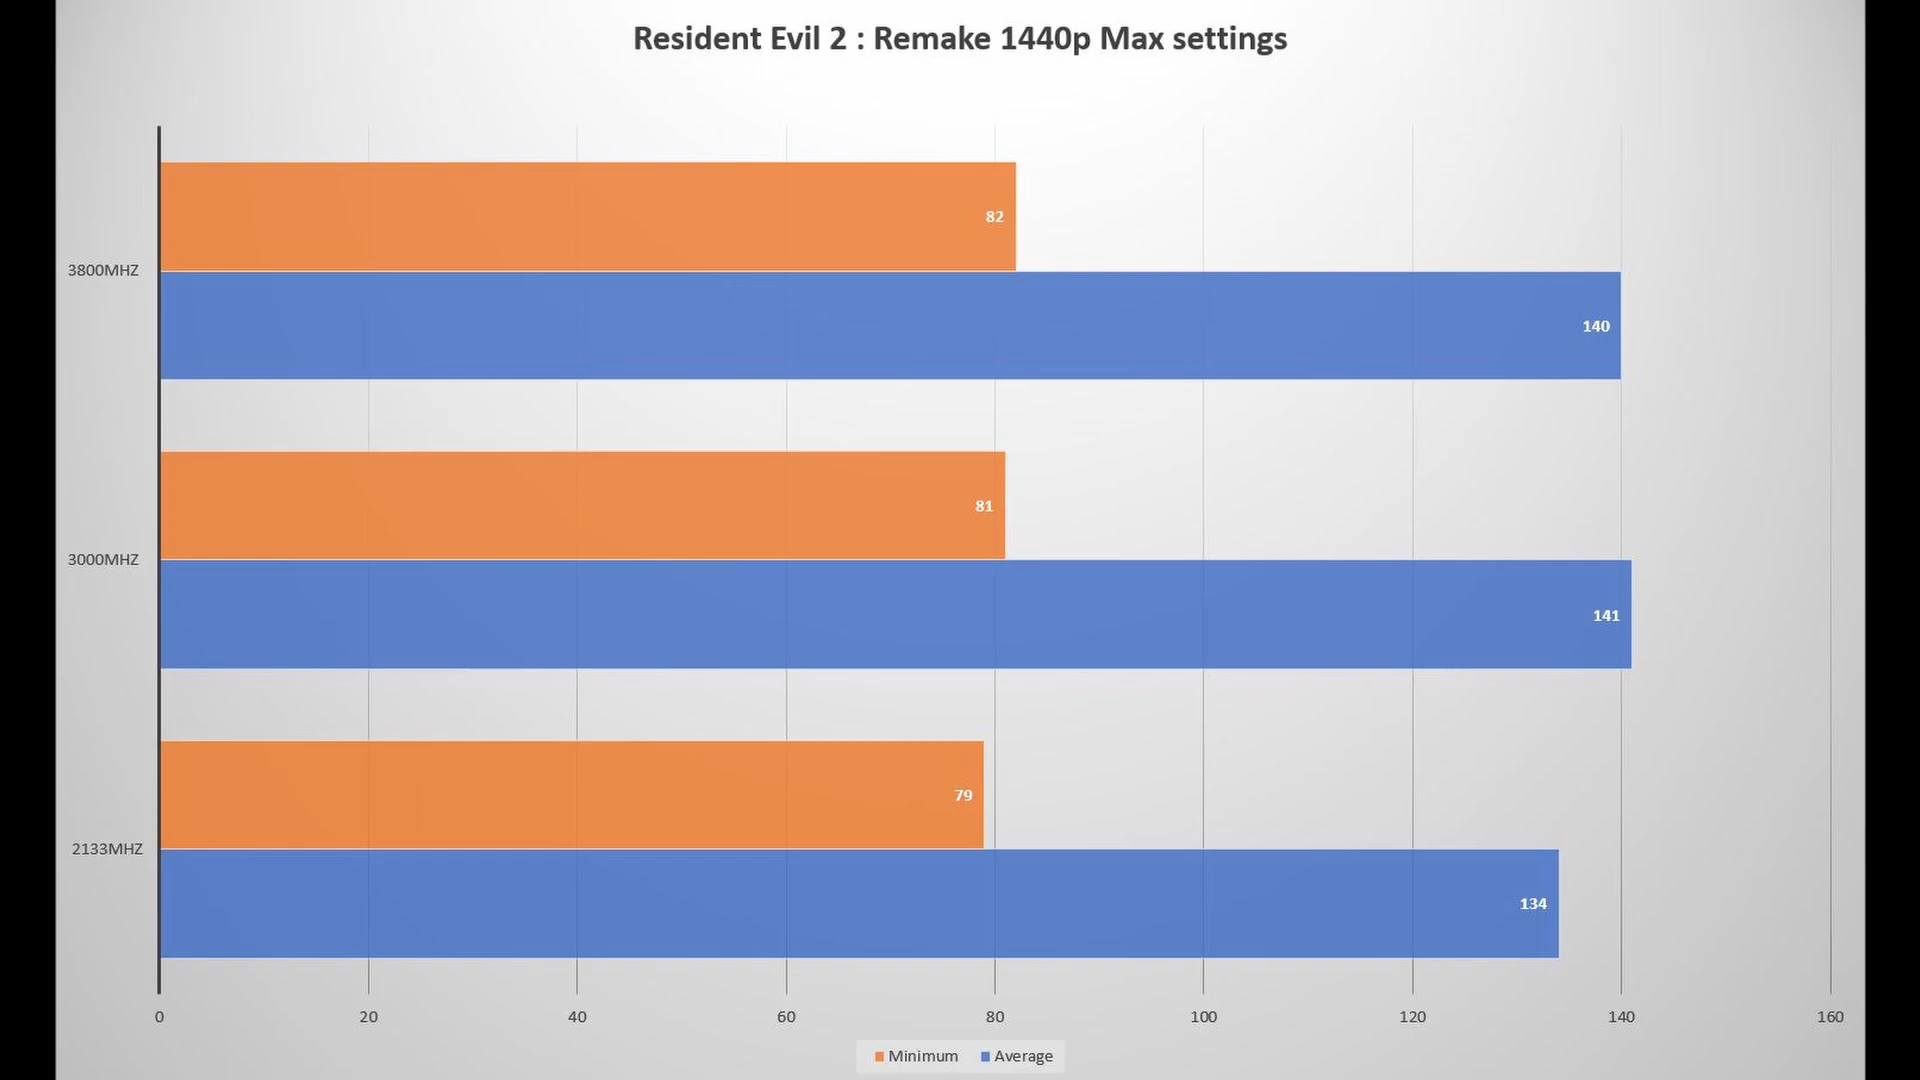 Resident Evil 2 : Remake 1440p Max settings
82
3800MHZ
140
81
3000MHZ
141
79
2133MHZ
134
0 20 40 60 80 100 120 140 160
Minimum Average